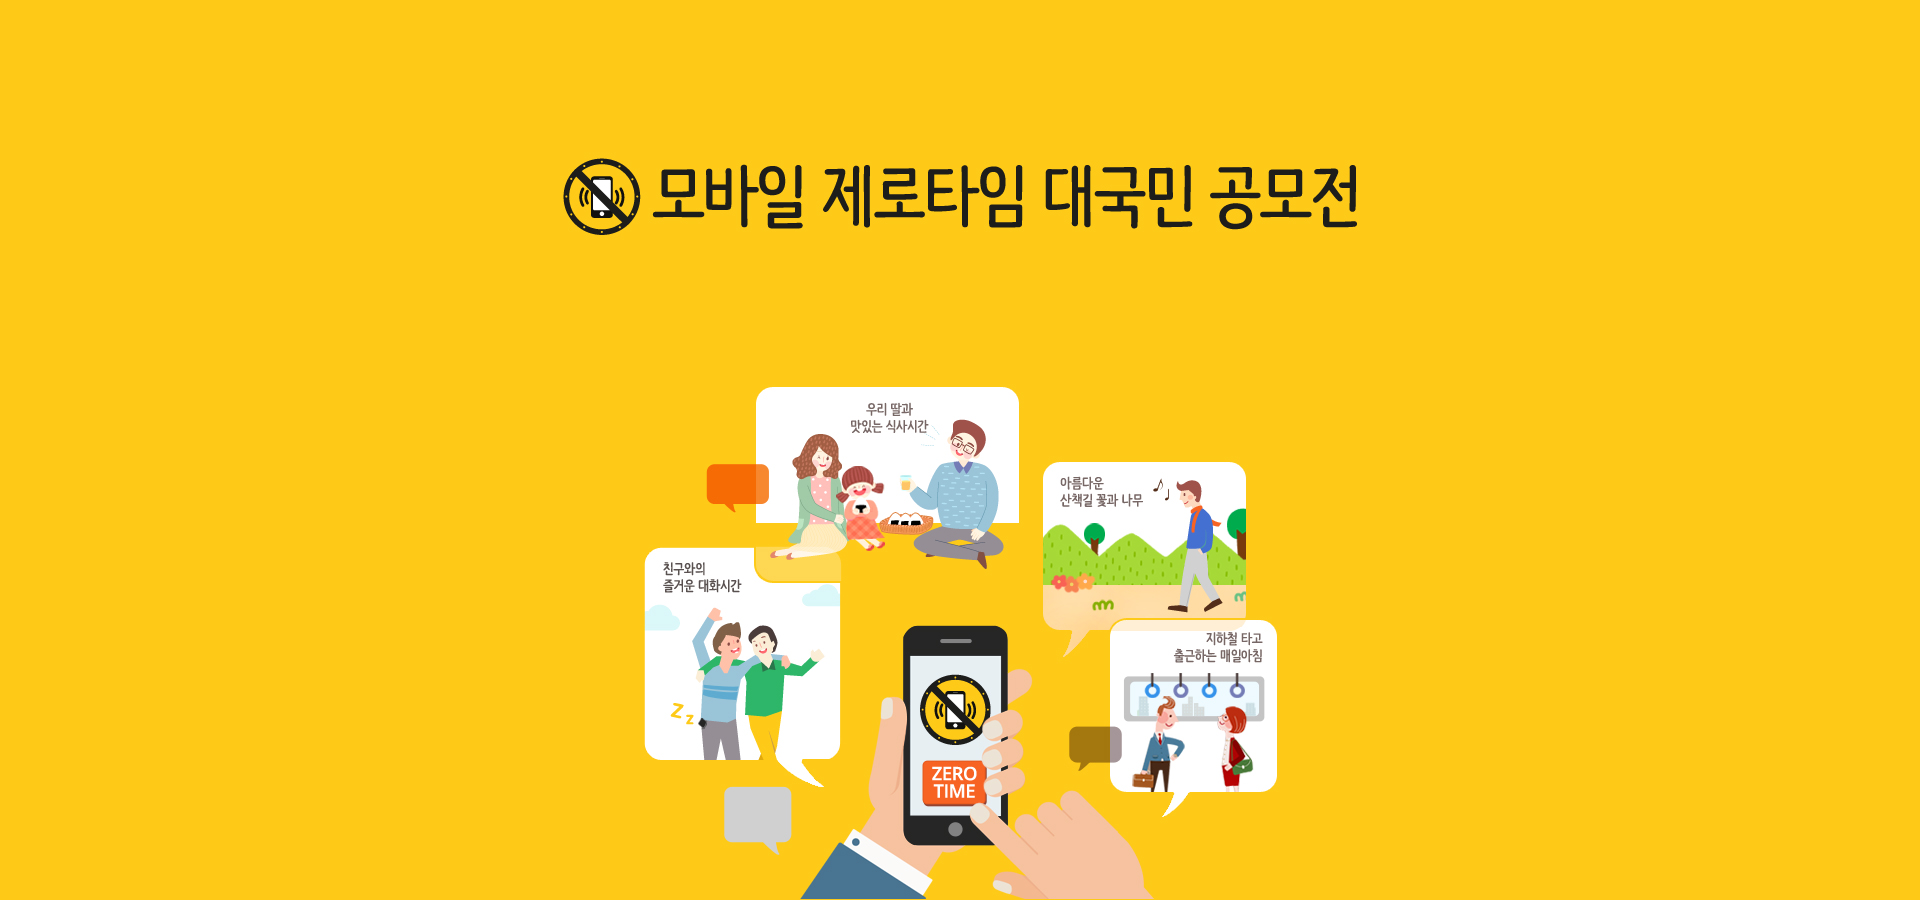 모바일 제로타임 대국민 공모전
우리 딸과
맛있는 식사시간
아름다운
산책길 꽃과 나무
친구와의
즐거운 대화시간
지하철 타고
출근하는 매일아침
Z z
ZERO
TIME